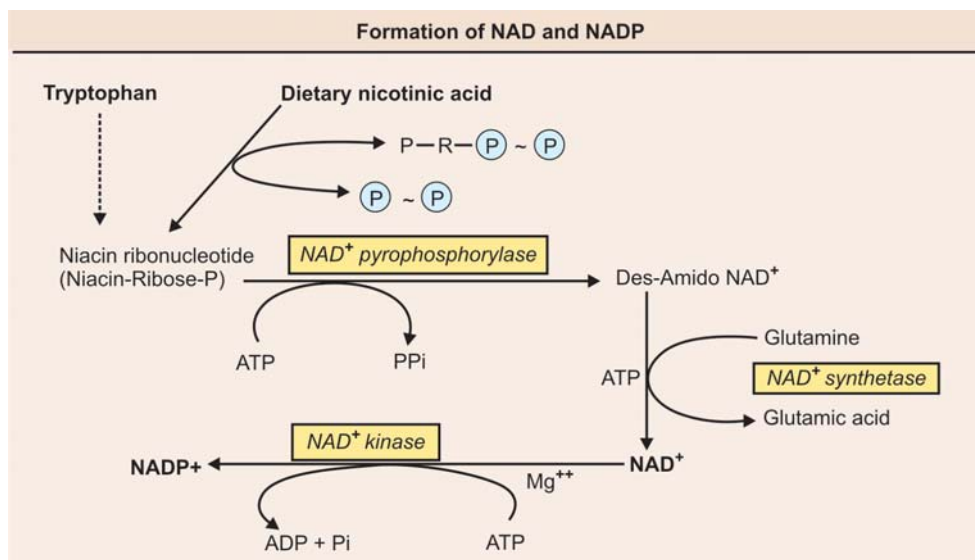 Formation of NAD and NADP
Tryptophan
Dietary nicotinic acid
P—R—P ~ P
P ~ P
Niacin ribonucleotide
(Niacin-Ribose-P)
NAD+ pyrophosphorylase
Des-Amido NAD+
ATP
PPi
Glutamine
ATP
NAD+ synthetase
Glutamic acid
NAD+ kinase
NADP+
Mg++
NAD+
ADP + Pi
ATP